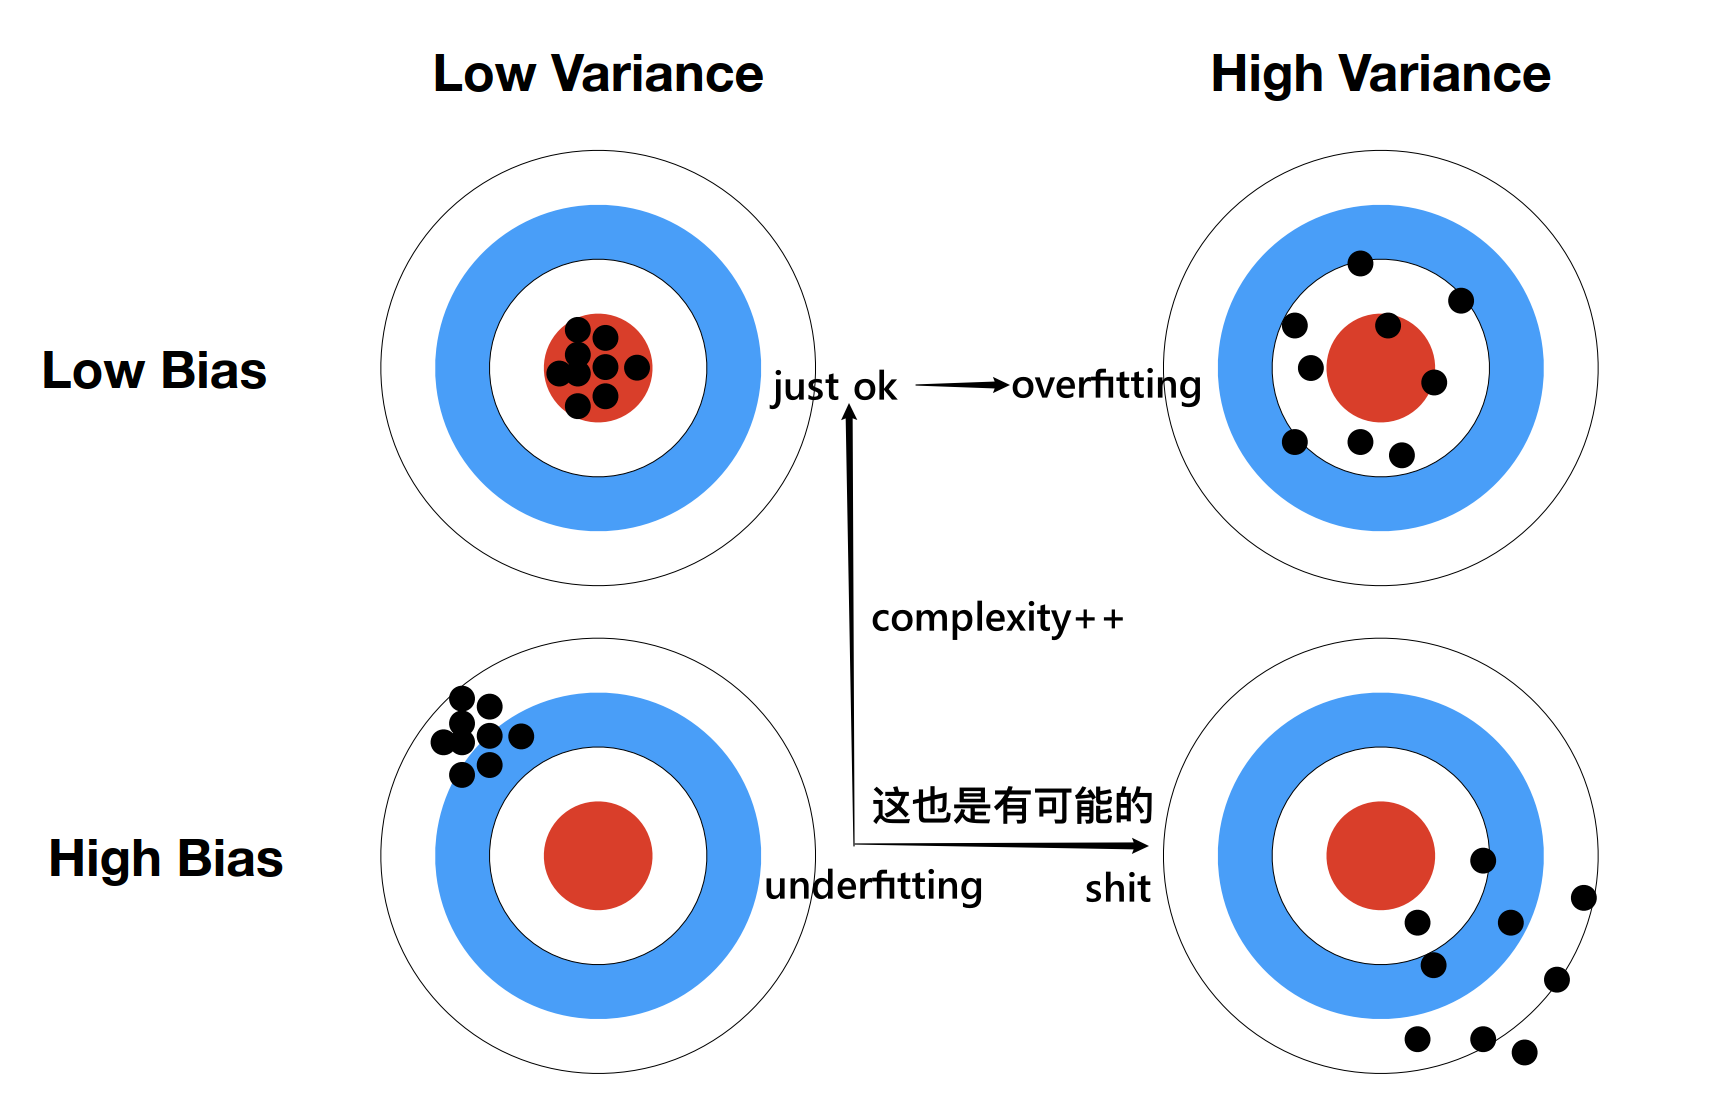 Low Variance
High Variance
Low Bias
just ok
overfitting
complexity++
这也是有可能的
High Bias
underfitting
shit